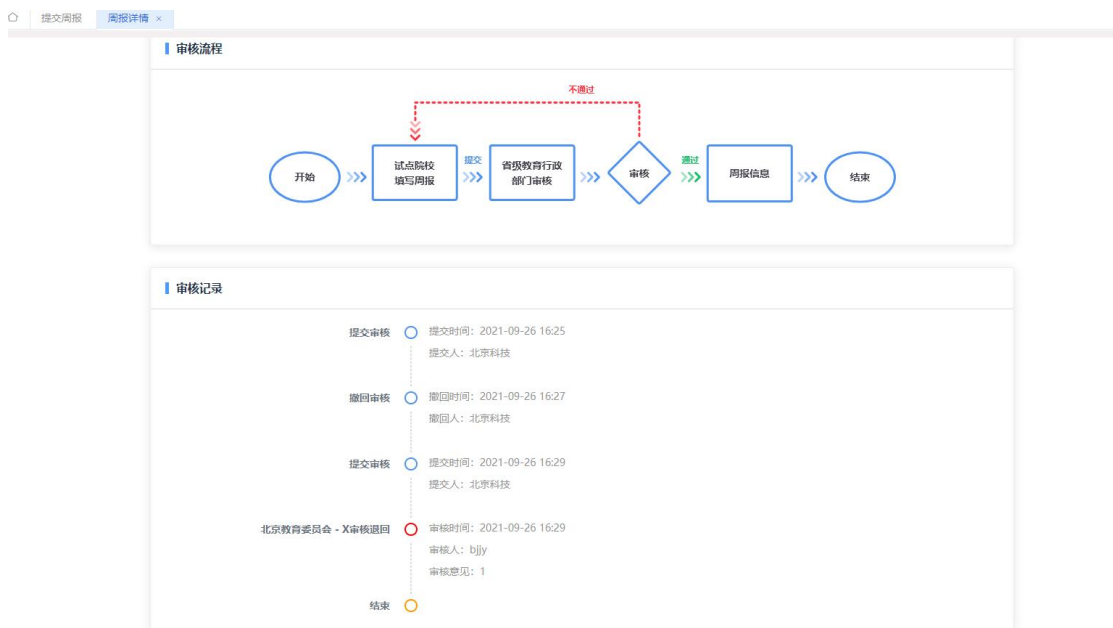 提交周报 周报详情 ×
审核流程
不通过
开始
试点院校
填写周报
提交
省级教育行政
部门审核
审核
通过
周报信息
结束
审核记录
提交审核 提交时间：2021-09-26 16:25
提交人：北京科技
撤回审核 撤回时间：2021-09-26 16:27
撤回人：北京科技
提交审核 提交时间：2021-09-26 16:29
提交人：北京科技
北京教育委员会 - X审核退回 审核时间：2021-09-26 16:29
审核人：bjjy
审核意见：1
结束